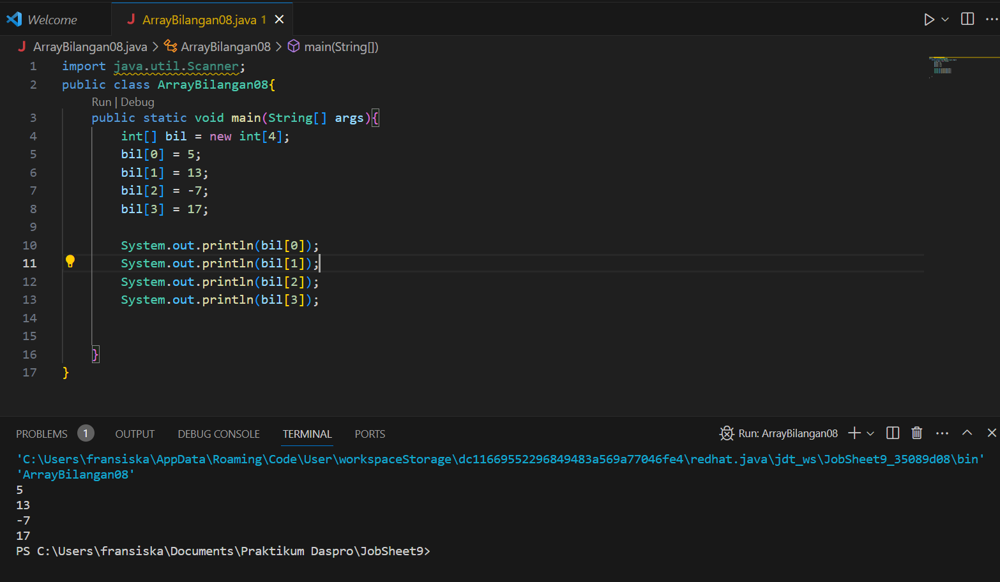 Welcome
J ArrayBilangan08.java 1
J ArrayBilangan08.java > ArrayBilangan08 > main(String[])
1 import java.util.Scanner;
2 public class ArrayBilangan08{
Run | Debug
3 public static void main(String[] args){
4 int[] bil = new int[4];
5 bil[0] = 5;
6 bil[1] = 13;
7 bil[2] = -7;
8 bil[3] = 17;
9
10 System.out.println(bil[0]);
11 System.out.println(bil[1]);
12 System.out.println(bil[2]);
13 System.out.println(bil[3]);
14
15
16 }
17 }
PROBLEMS 1 OUTPUT DEBUG CONSOLE TERMINAL PORTS Run: ArrayBilangan08
'C:\Users\fransiska\AppData\Roaming\Code\User\workspaceStorage\dc11669552296849483a569a77046fe4\redhat.java\jdt_ws\JobSheet9_35089d08\bin'
'ArrayBilangan08'
5
13
-7
17
PS C:\Users\fransiska\Documents\Praktikum Daspro\JobSheet9>